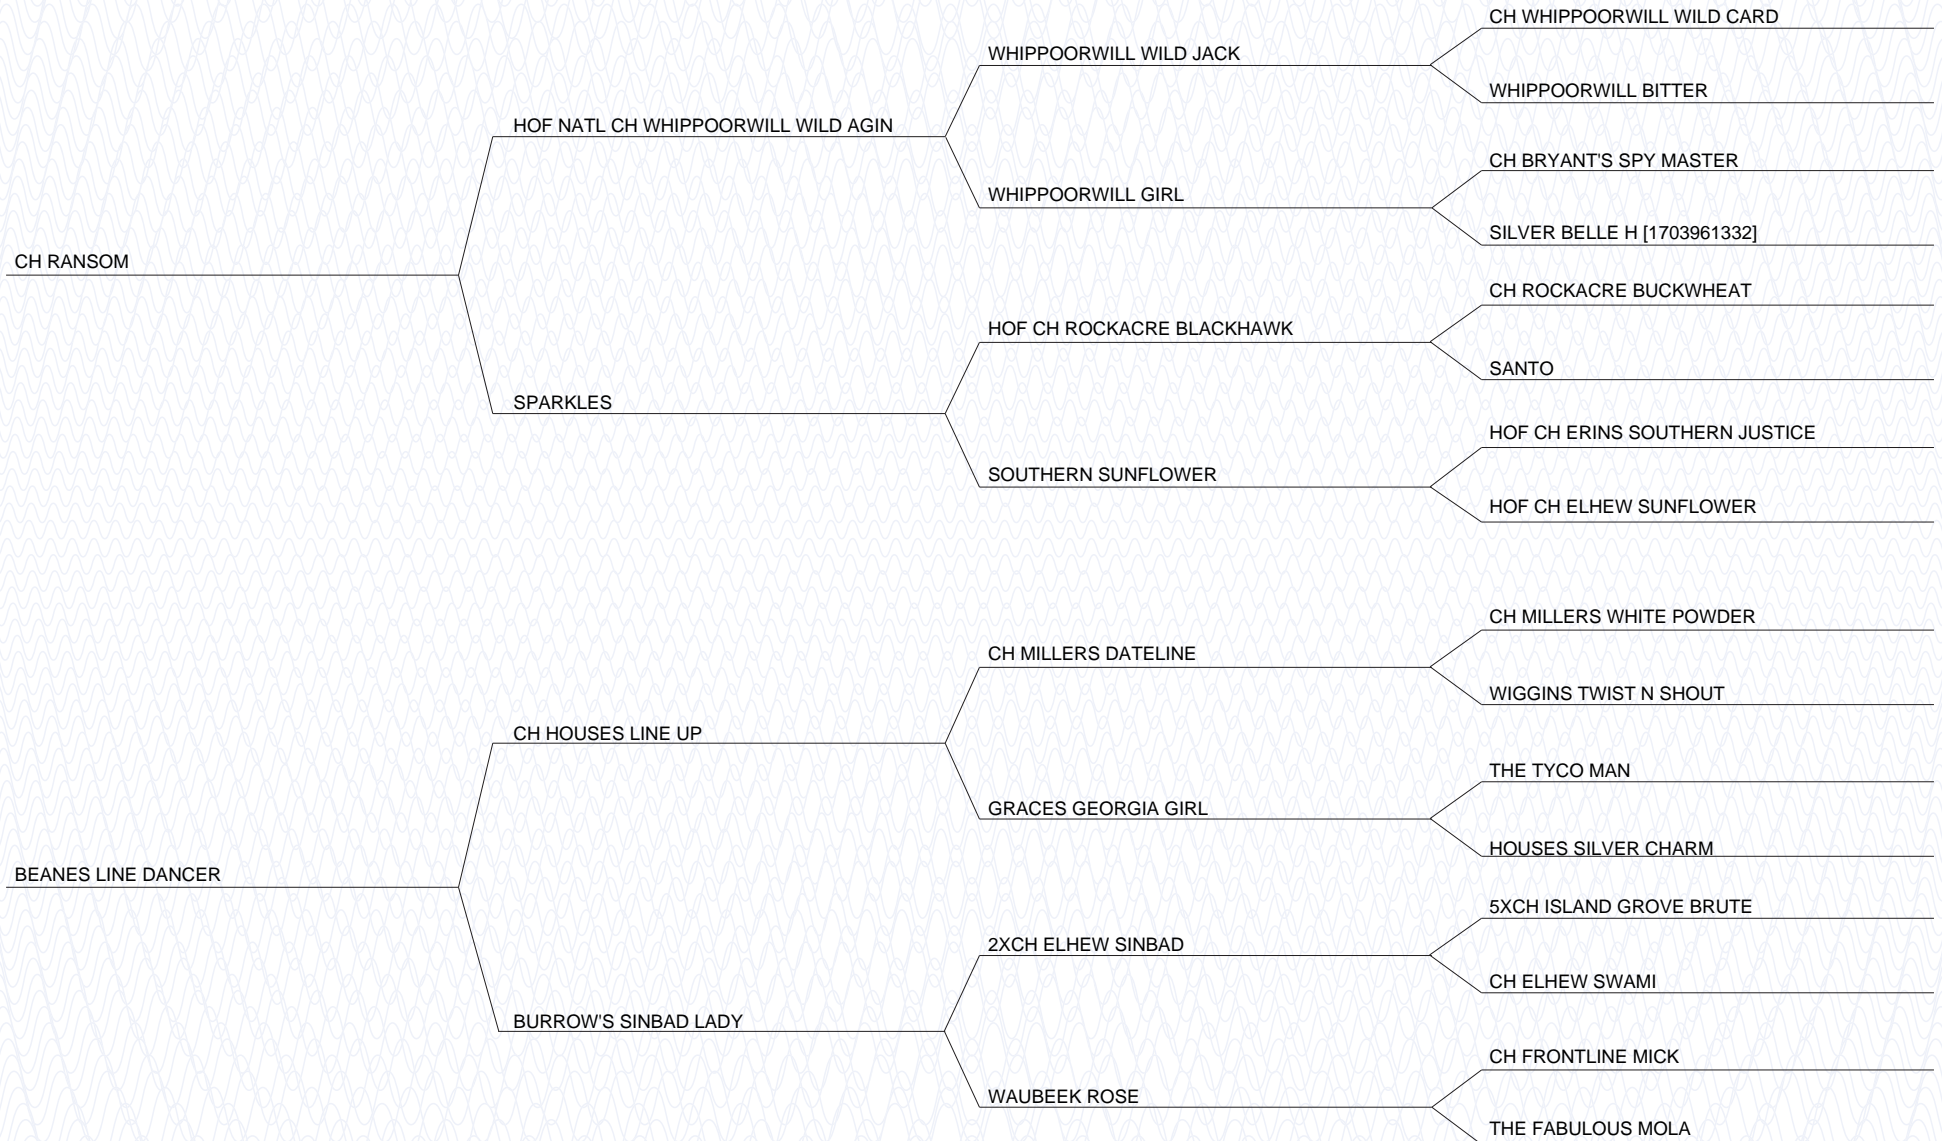 CH WHIPPOORWILL WILD CARD
WHIPPOORWILL WILD JACK
WHIPPOORWILL BITTER
HOF NATL CH WHIPPOORWILL WILD AGIN
CH BRYANT'S SPY MASTER
WHIPPOORWILL GIRL
SILVER BELLE H [1703961332]
CH RANSOM
CH ROCKACRE BUCKWHEAT
HOF CH ROCKACRE BLACKHAWK
SANTO
SPARKLES
HOF CH ERINS SOUTHERN JUSTICE
SOUTHERN SUNFLOWER
HOF CH ELHEW SUNFLOWER
CH MILLERS WHITE POWDER
CH MILLERS DATELINE
WIGGINS TWIST N SHOUT
CH HOUSES LINE UP
THE TYCO MAN
GRACES GEORGIA GIRL
HOUSES SILVER CHARM
BEANES LINE DANCER
5XCH ISLAND GROVE BRUTE
2XCH ELHEW SINBAD
CH ELHEW SWAMI
BURROW'S SINBAD LADY
CH FRONTLINE MICK
WAUBEEK ROSE
THE FABULOUS MOLA